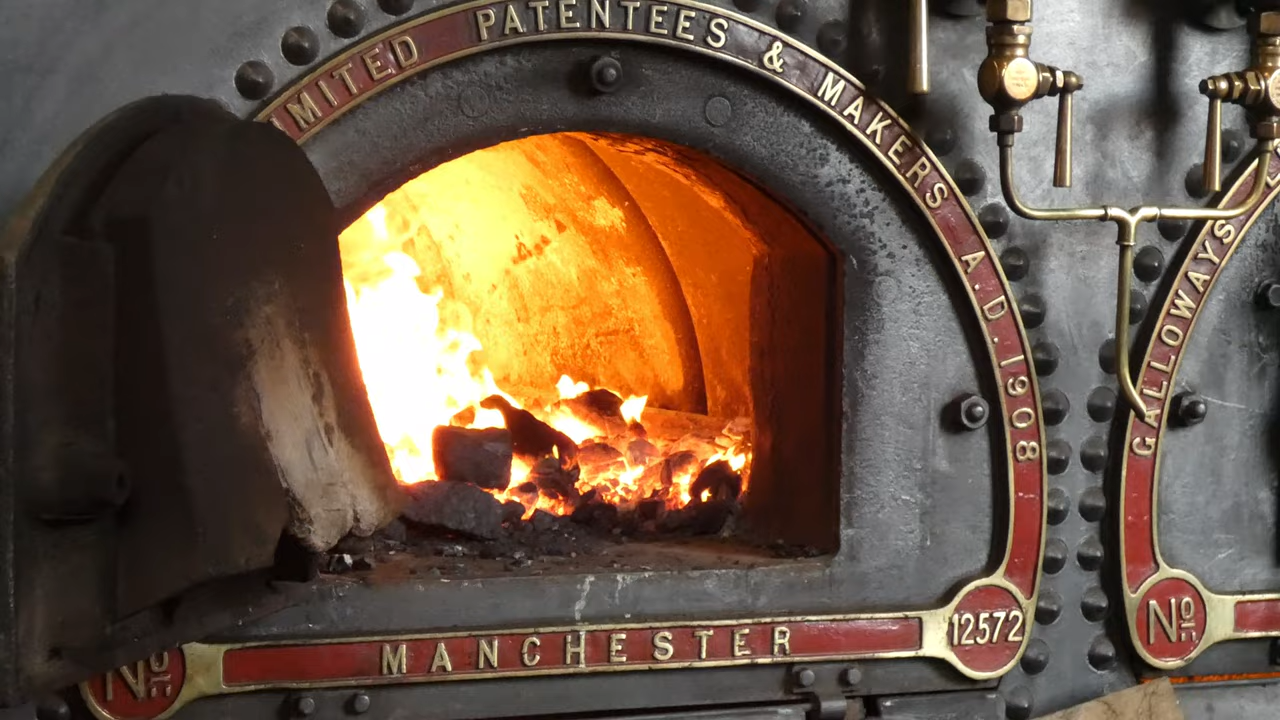 LIMITED PATENTEES & MAKERS A.D. 1908
MANCHESTER
No
12572
GALLOWAYS
No